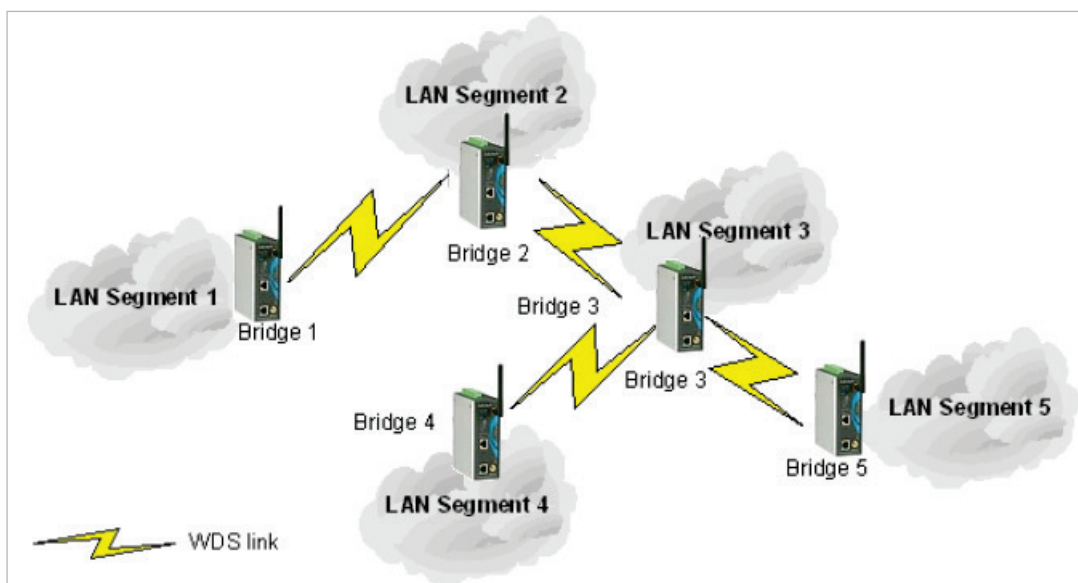 LAN Segment 2
Bridge 2
LAN Segment 3
LAN Segment 1
Bridge 1
Bridge 3
Bridge 3
Bridge 4
LAN Segment 5
Bridge 5
LAN Segment 4
WDS link